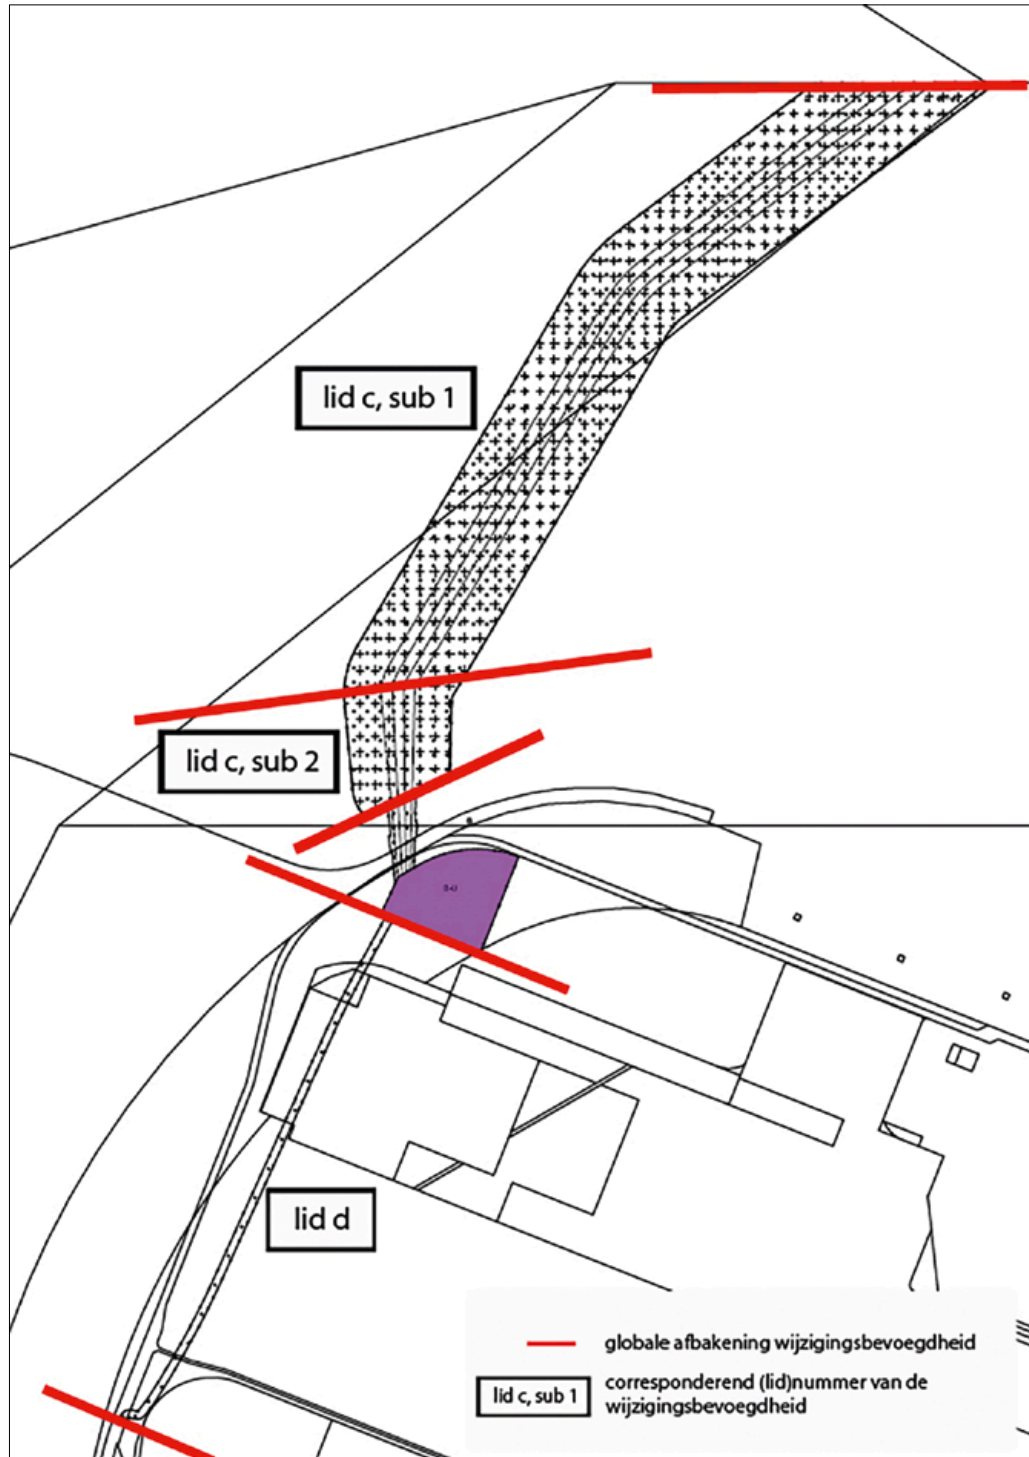 lid c, sub 1
lid c, sub 2
lid d
globale afbakening wijzigingsbevoegdheid
lid c, sub 1
corresponderend (lid)nummer van de
wijzigingsbevoegdheid